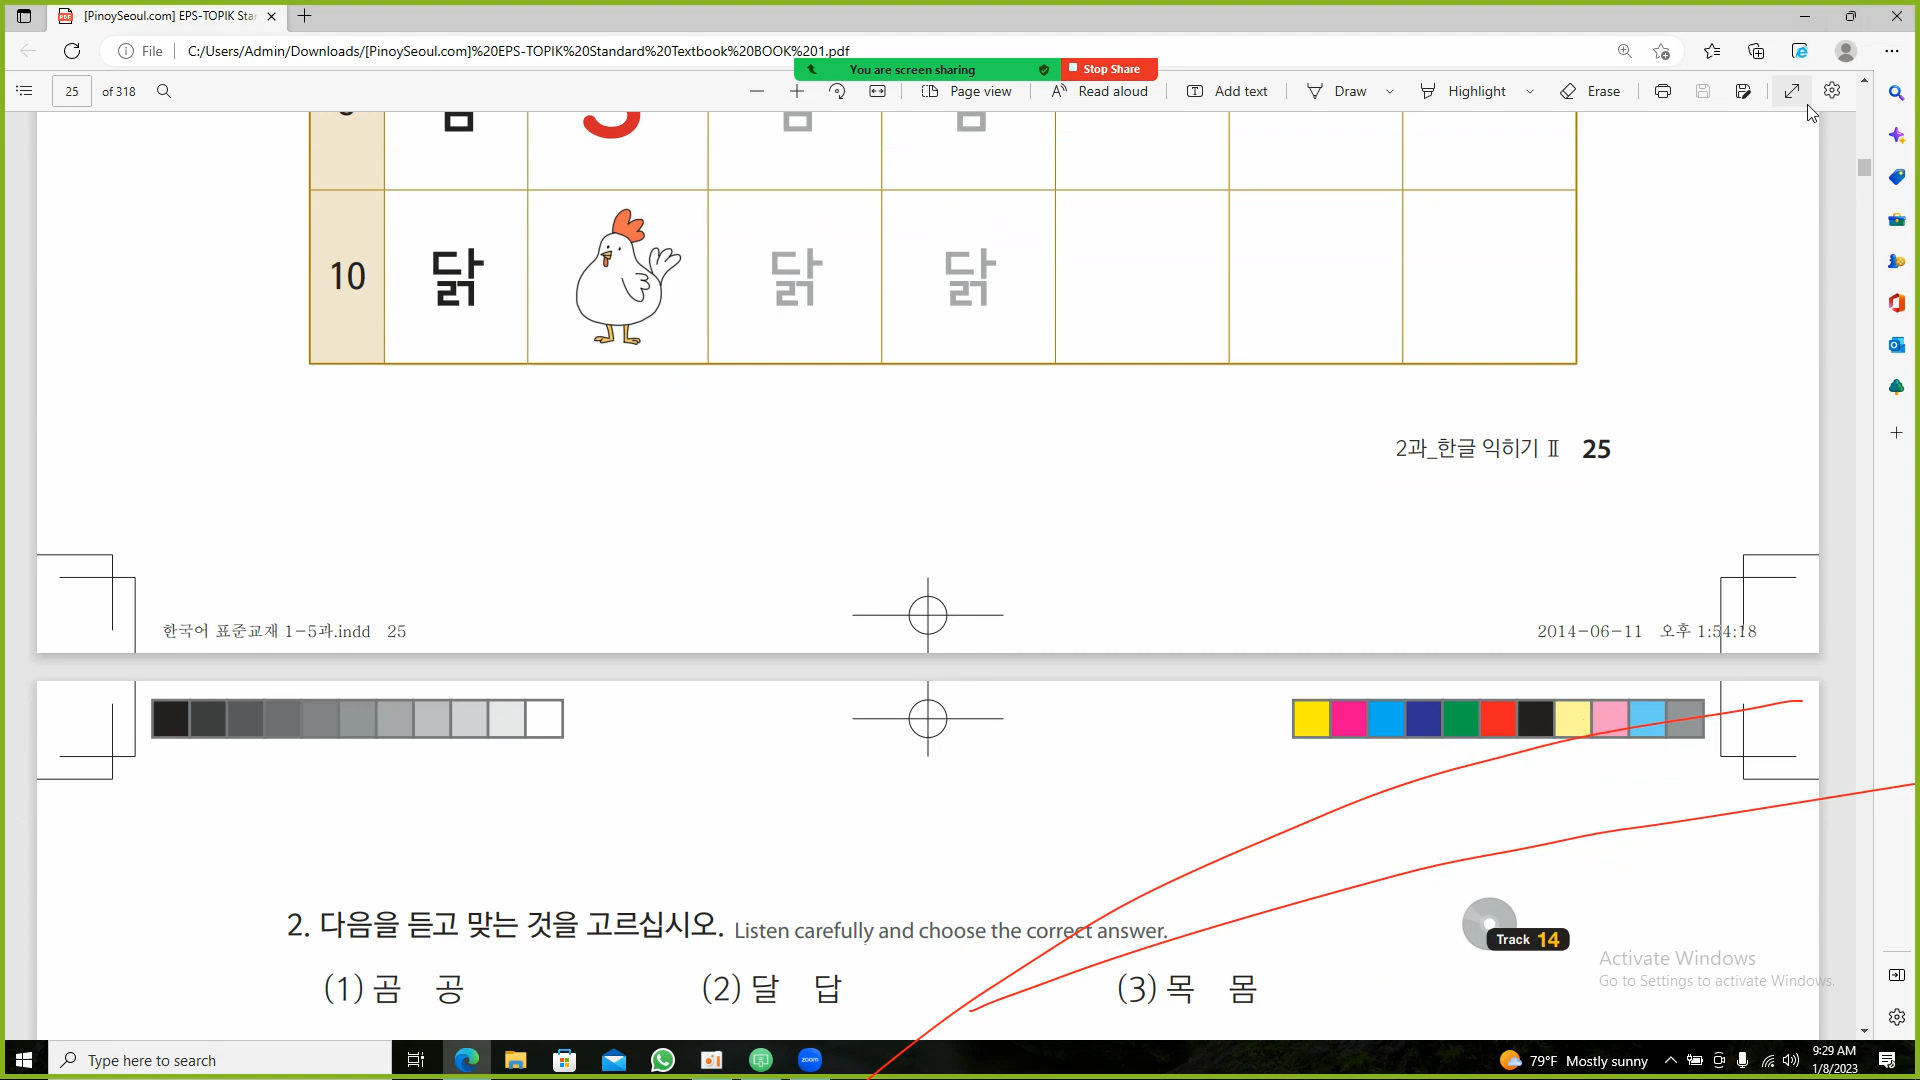 [PinoySeoul.com] EPS-TOPIK Sta
File C:/Users/Admin/Downloads/[PinoySeoul.com]%20EPS-TOPIK%20Standard%20Textbook%20BOOK%201.pdf
You are screen sharing Stop Share
25 of 318 Page view Read aloud Add text Draw Highlight Erase
10 닭 닭 닭
2과_한글 익히기 Ⅱ 25
한국어 표준교재 1-5과.indd 25 2014-06-11 오후 1:54:18
2. 다음을 듣고 맞는 것을 고르십시오. Listen carefully and choose the correct answer. Track 14
(1) 곰 공 (2) 달 답 (3) 목 몸
Activate Windows
Go to Settings to activate Windows.
Type here to search zoom 79°F Mostly sunny 9:29 AM
1/8/2023